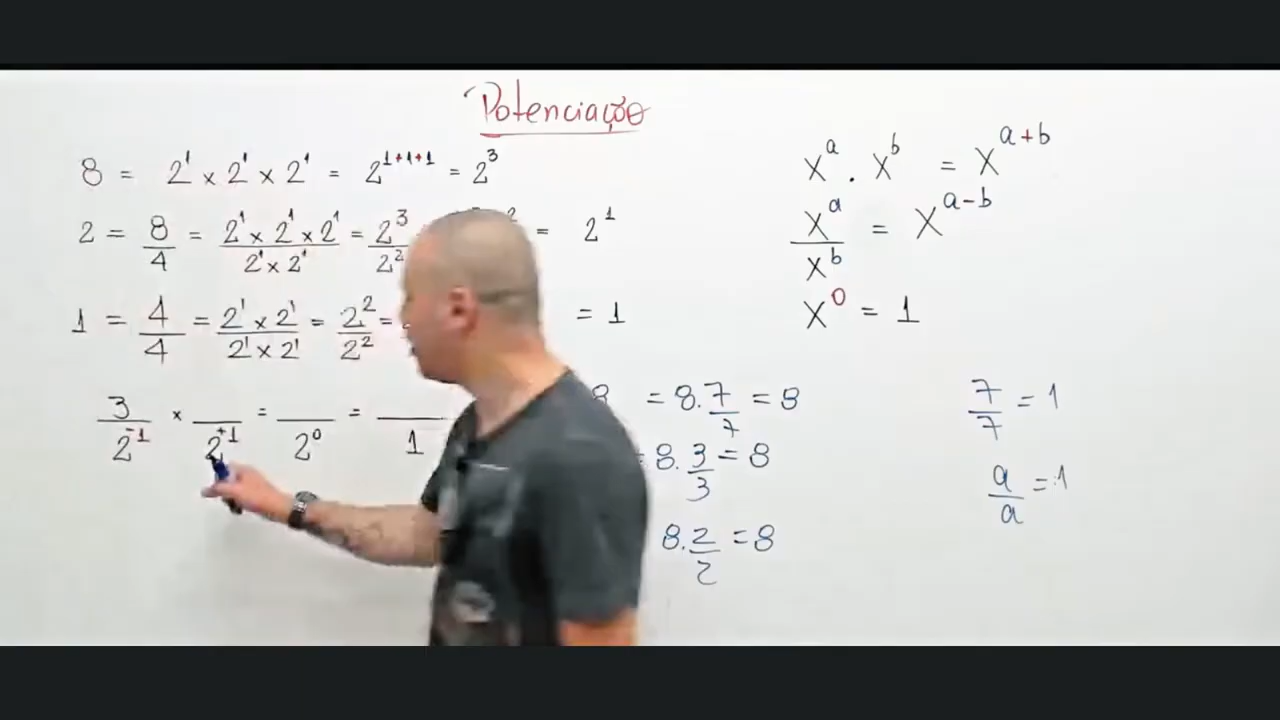 Potenciação
8 = 2¹ × 2¹ × 2¹ = 2¹⁺¹⁺¹ = 2³
2 = 8/4 = 2¹ × 2¹ × 2¹ / 2¹ × 2¹ = 2³/2² = 2¹
1 = 4/4 = 2¹ × 2¹ / 2¹ × 2¹ = 2²/2² = = 1
3/2⁻¹ × /2⁺¹ = /2⁰ = /1
xᵃ . xᵇ = xᵃ⁺ᵇ
xᵃ/xᵇ = xᵃ⁻ᵇ
x⁰ = 1
8 = 8.7/7 = 8
= 8.3/3 = 8
8.2/2 = 8
7/7 = 1
a/a = 1